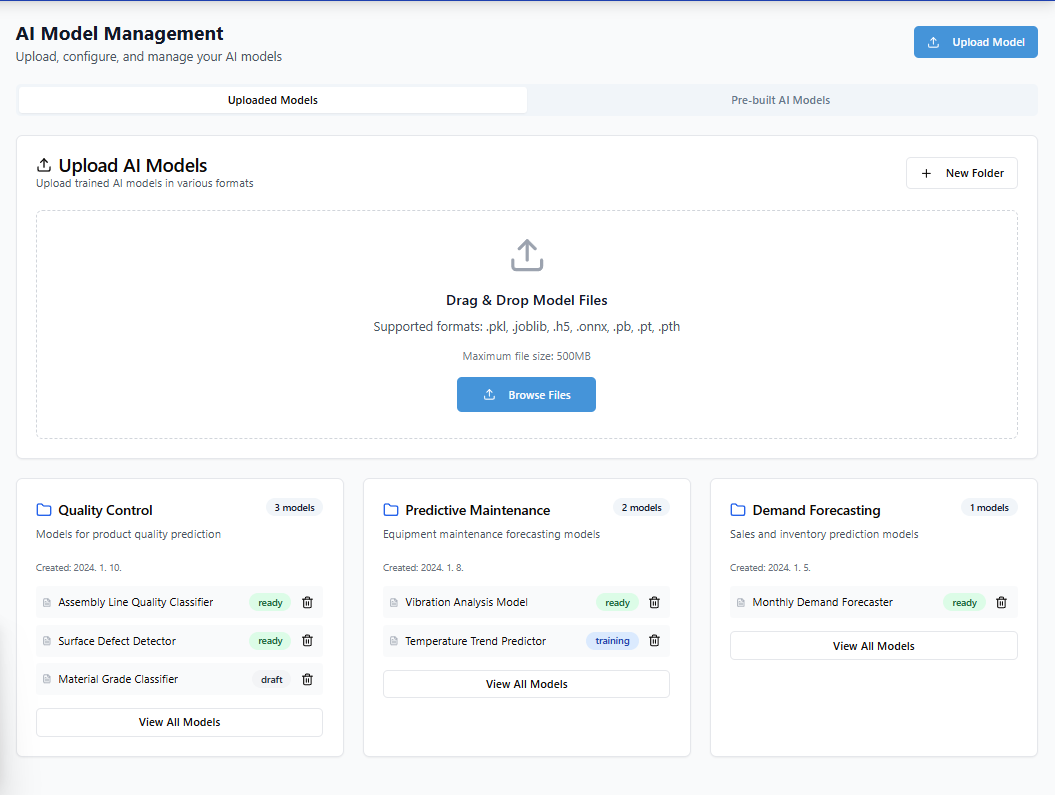 AI Model Management
Upload, configure, and manage your AI models
Upload Model
Uploaded Models
Pre-built AI Models
Upload AI Models
Upload trained AI models in various formats
New Folder
Drag & Drop Model Files
Supported formats: .pkl, .joblib, .h5, .onnx, .pb, .pt, .pth
Maximum file size: 500MB
Browse Files
Quality Control
3 models
Models for product quality prediction
Created: 2024. 1. 10.
Assembly Line Quality Classifier
ready
Surface Defect Detector
ready
Material Grade Classifier
draft
View All Models
Predictive Maintenance
2 models
Equipment maintenance forecasting models
Created: 2024. 1. 8.
Vibration Analysis Model
ready
Temperature Trend Predictor
training
View All Models
Demand Forecasting
1 models
Sales and inventory prediction models
Created: 2024. 1. 5.
Monthly Demand Forecaster
ready
View All Models